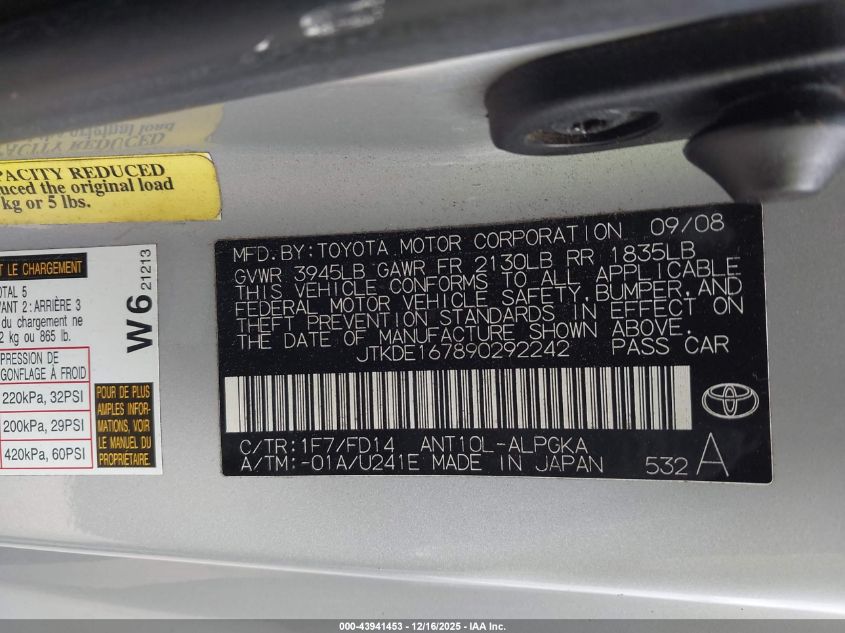 APACITY REDUCED
duced the original load
kg or 5 lbs.
ET LE CHARGEMENT
OTAL 5
VANT 2 : ARRIÈRE 3
du chargement ne
2 kg ou 865 lb.
PRESSION DE
GONFLAGE À FROID
220kPa, 32PSI
200kPa, 29PSI
420kPa, 60PSI
W6 21213
POUR DE PLUS
AMPLES INFOR-
MATIONS, VOIR
LE MANUEL DU
PROPRIÉTAIRE.
MFD. BY: TOYOTA MOTOR CORPORATION 09/08
GVWR 3945LB GAWR FR 2130LB RR 1835LB
THIS VEHICLE CONFORMS TO ALL APPLICABLE
FEDERAL MOTOR VEHICLE SAFETY, BUMPER, AND
THEFT PREVENTION STANDARDS IN EFFECT ON
THE DATE OF MANUFACTURE SHOWN ABOVE.
JTKDE167890292242 PASS CAR
C/TR: 1F7/FD14 ANT10L-ALPGKA
A/TM: -01A/U241E MADE IN JAPAN
532 A
000-43941453 - 12/16/2025 - IAA Inc.